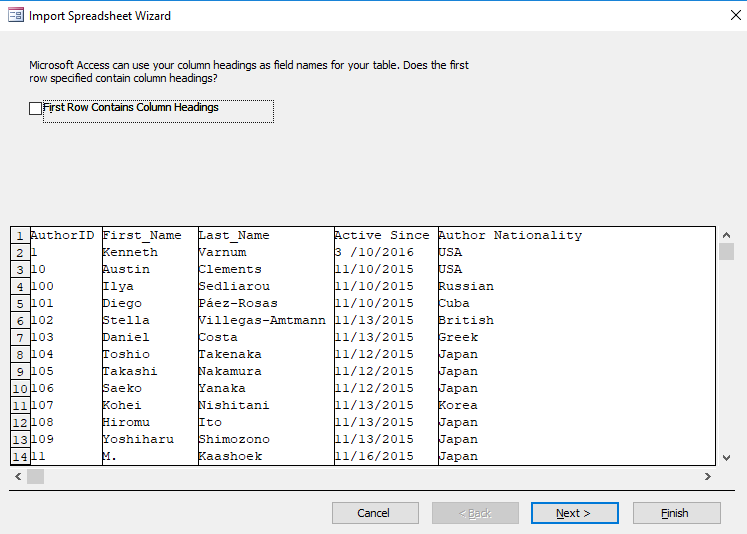 Import Spreadsheet Wizard
Microsoft Access can use your column headings as field names for your table. Does the first
row specified contain column headings?
First Row Contains Column Headings
1 AuthorID First_Name Last_Name Active Since Author Nationality
2 1 Kenneth Varnum 3 /10/2016 USA
3 10 Austin Clements 11/10/2015 USA
4 100 Ilya Sedliarou 11/10/2015 Russian
5 101 Diego Páez-Rosas 11/10/2015 Cuba
6 102 Stella Villegas-Amtmann 11/13/2015 British
7 103 Daniel Costa 11/13/2015 Greek
8 104 Toshio Takenaka 11/12/2015 Japan
9 105 Takashi Nakamura 11/12/2015 Japan
10 106 Saeko Yanaka 11/12/2015 Japan
11 107 Kohei Nishitani 11/13/2015 Korea
12 108 Hiromu Ito 11/13/2015 Japan
13 109 Yoshiharu Shimozono 11/13/2015 Japan
14 11 M. Kaashoek 11/16/2015 Japan
Cancel < Back Next > Finish